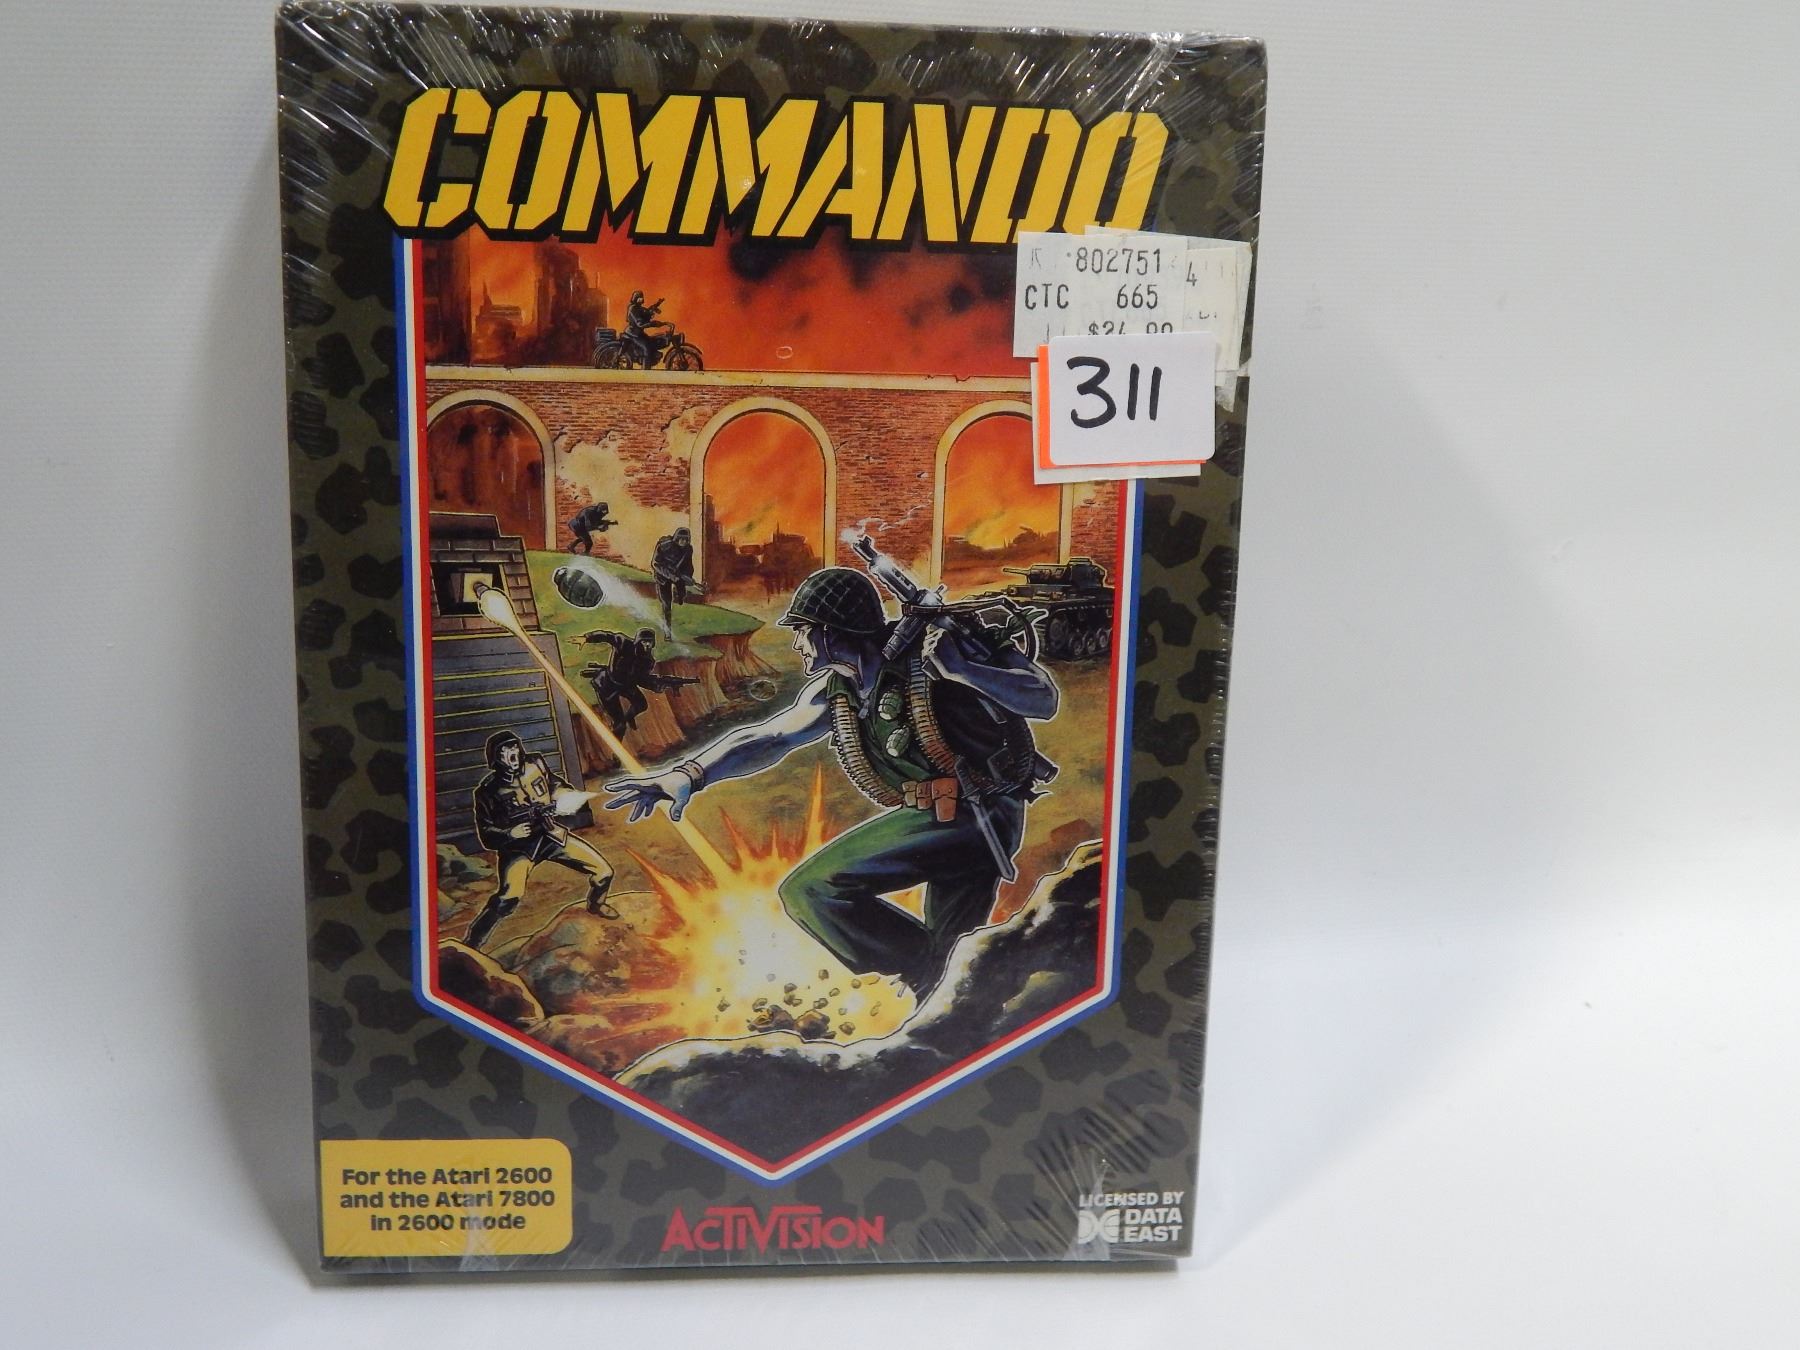 COMMANDO
802751
CTC 665
311
For the Atari 2600
and the Atari 7800
in 2600 mode
ACTIVISION
LICENSED BY
DATA
EAST